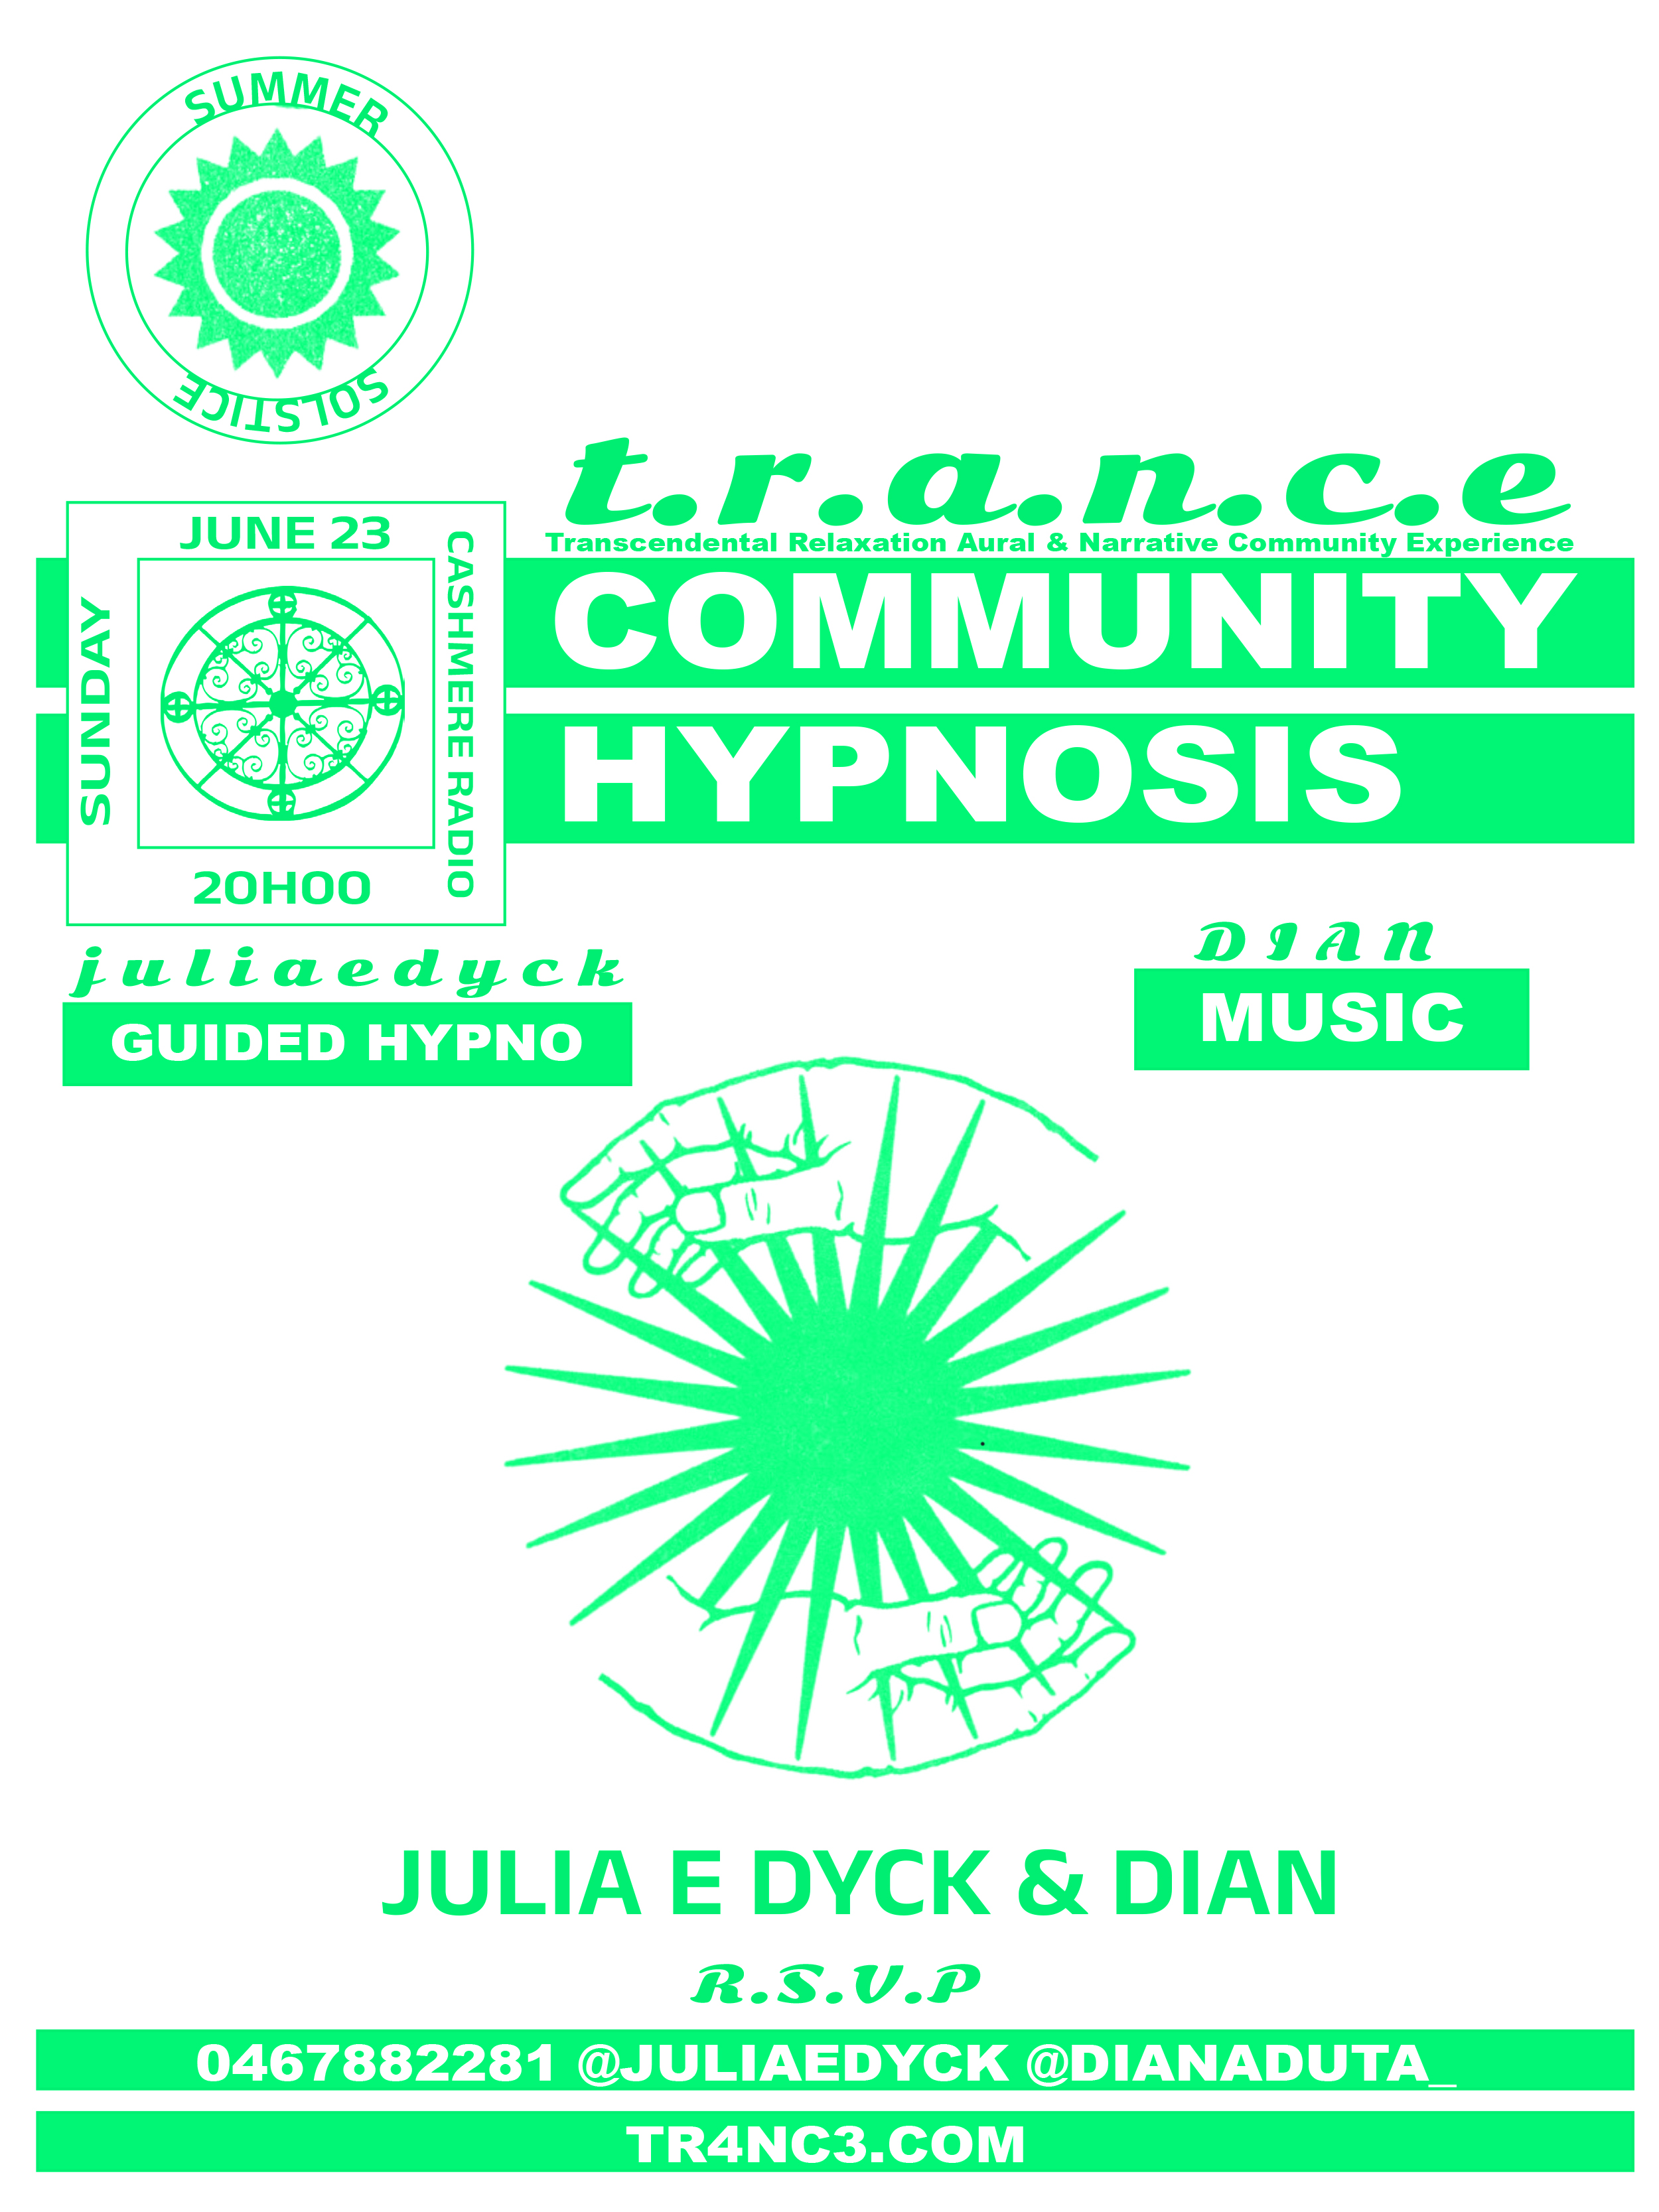 SUMMER
SOLSTICE
t.r.a.n.c.e
Transcendental Relaxation Aural & Narrative Community Experience
COMMUNITY
HYPNOSIS
JUNE 23
SUNDAY
CASHMERE RADIO
20H00
juliaedyck
GUIDED HYPNO
DIAN
MUSIC
JULIA E DYCK & DIAN
R.S.V.P
0467882281 @JULIAEDYCK @DIANADUTA_
TR4NC3.COM